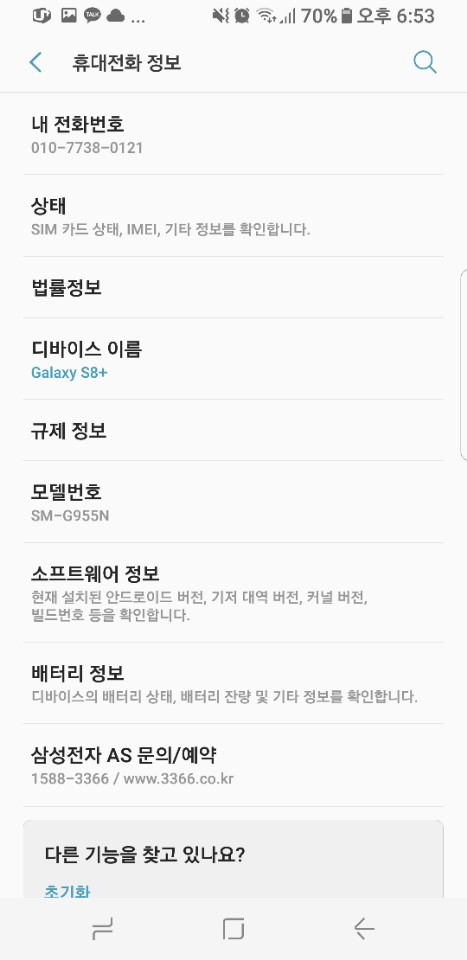 TALK ... 70% 오후 6:53
휴대전화 정보
내 전화번호
010-7738-0121
상태
SIM 카드 상태, IMEI, 기타 정보를 확인합니다.
법률정보
디바이스 이름
Galaxy S8+
규제 정보
모델번호
SM-G955N
소프트웨어 정보
현재 설치된 안드로이드 버전, 기저 대역 버전, 커널 버전,
빌드번호 등을 확인합니다.
배터리 정보
디바이스의 배터리 상태, 배터리 잔량 및 기타 정보를 확인합니다.
삼성전자 AS 문의/예약
1588-3366 / www.3366.co.kr
다른 기능을 찾고 있나요?
초기화